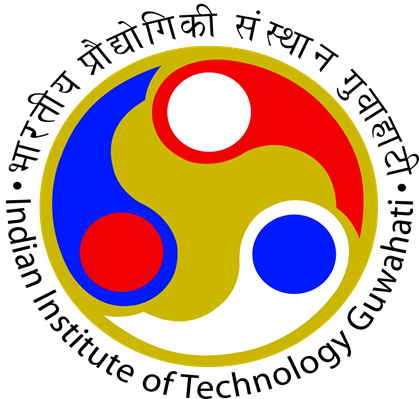 भारतीय प्रौद्योगिकी संस्थान गुवाहाटी
• Indian Institute of Technology Guwahati •